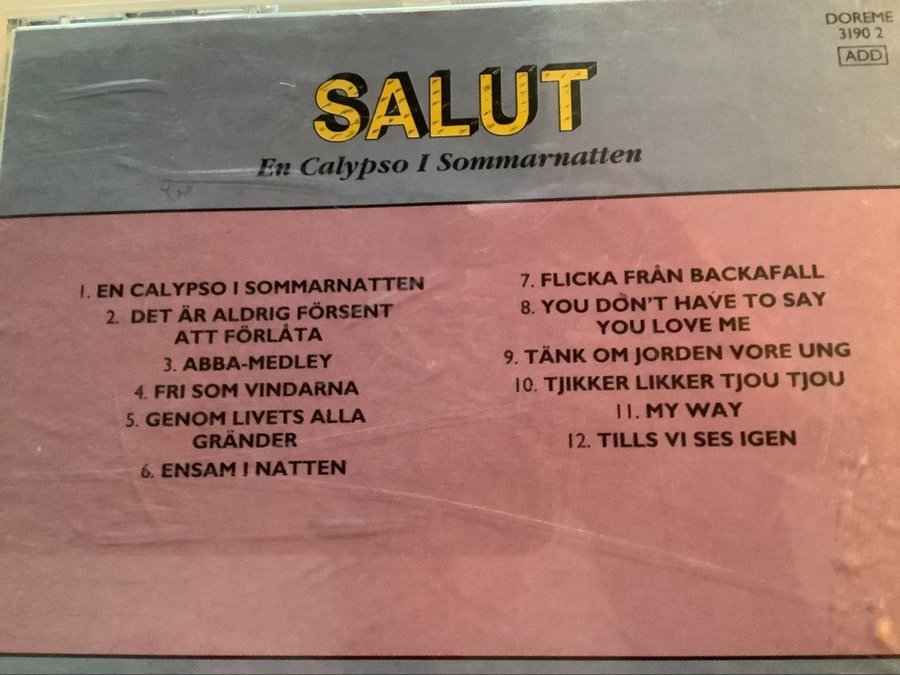 DOREME
3190 2
ADD
SALUT
En Calypso I Sommarnatten
1. EN CALYPSO I SOMMARNATTEN
2. DET ÄR ALDRIG FÖRSENT
ATT FÖRLÅTA
3. ABBA-MEDLEY
4. FRI SOM VINDARNA
5. GENOM LIVETS ALLA
GRÄNDER
6. ENSAM I NATTEN
7. FLICKA FRÅN BACKAFALL
8. YOU DON'T HAVE TO SAY
YOU LOVE ME
9. TÄNK OM JORDEN VORE UNG
10. TJIKKER LIKKER TJOU TJOU
11. MY WAY
12. TILLS VI SES IGEN